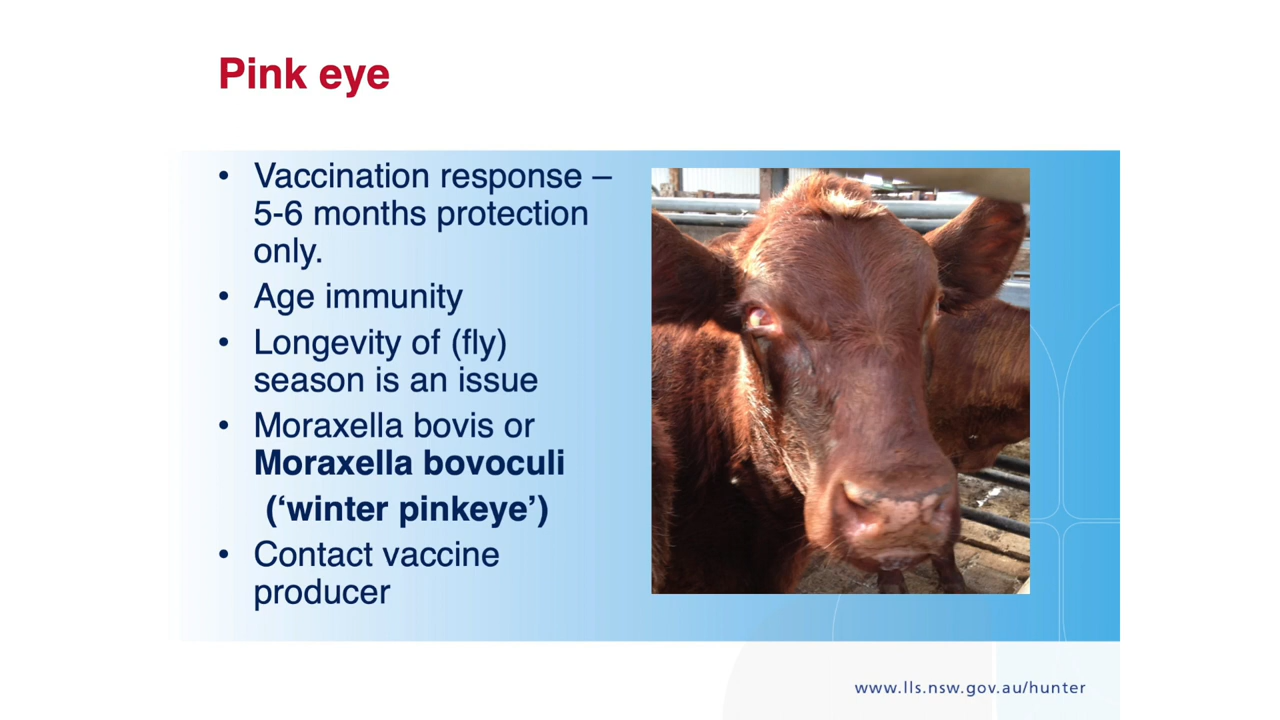 Pink eye
• Vaccination response –
5-6 months protection
only.
• Age immunity
• Longevity of (fly)
season is an issue
• Moraxella bovis or
Moraxella bovoculi
(‘winter pinkeye’)
• Contact vaccine
producer
www.lls.nsw.gov.au/hunter